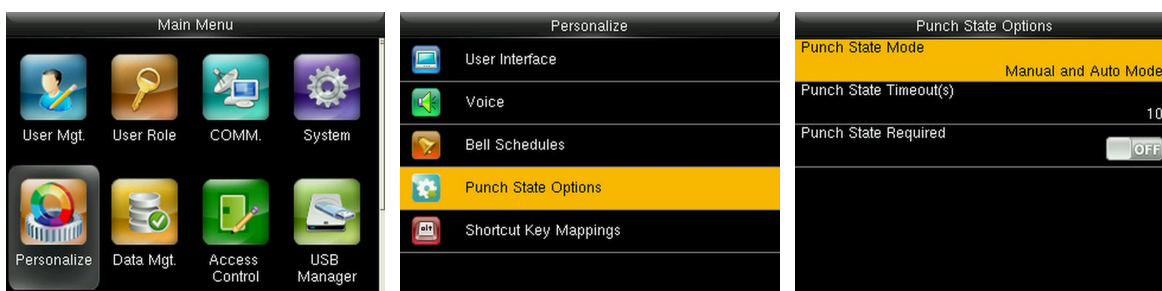 Main Menu
User Mgt.
User Role
COMM.
System
Personalize
Data Mgt.
Access
Control
USB
Manager
Personalize
User Interface
Voice
Bell Schedules
Punch State Options
alt
Shortcut Key Mappings
Punch State Options
Punch State Mode
Manual and Auto Mode
Punch State Timeout(s)
10
Punch State Required
OFF